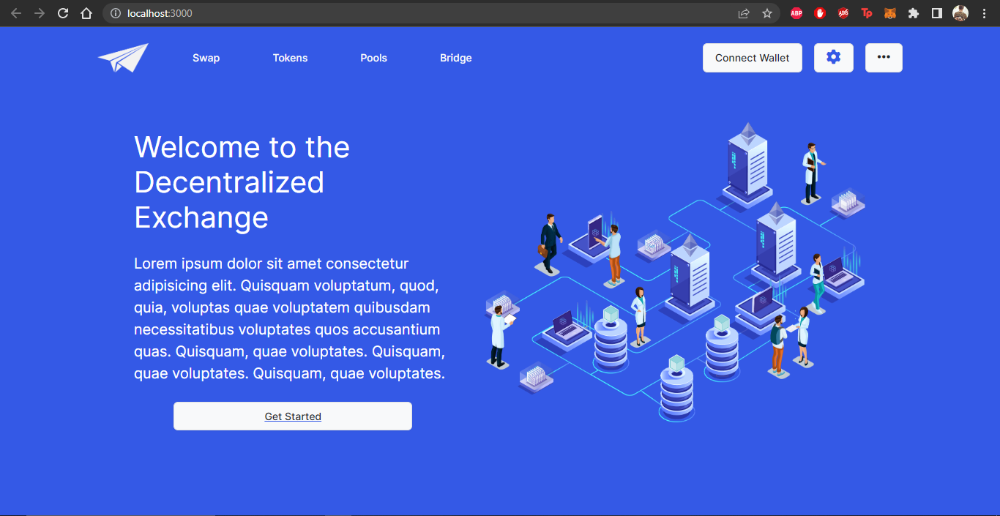 localhost:3000
ABP
Tp
Swap
Tokens
Pools
Bridge
Connect Wallet
Welcome to the
Decentralized
Exchange
Lorem ipsum dolor sit amet consectetur
adipisicing elit. Quisquam voluptatum, quod,
quia, voluptas quae voluptatem quibusdam
necessitatibus voluptates quos accusantium
quas. Quisquam, quae voluptates. Quisquam,
quae voluptates. Quisquam, quae voluptates.
Get Started